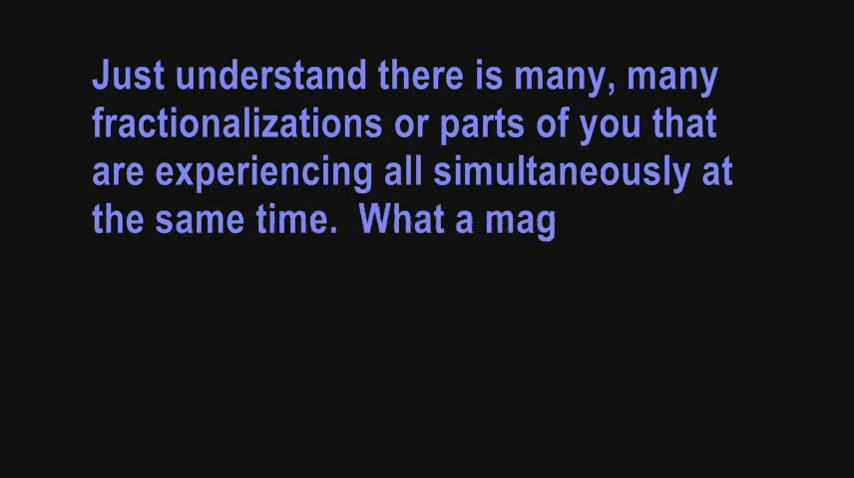 Just understand there is many, many
fractionalizations or parts of you that
are experiencing all simultaneously at
the same time.  What a mag